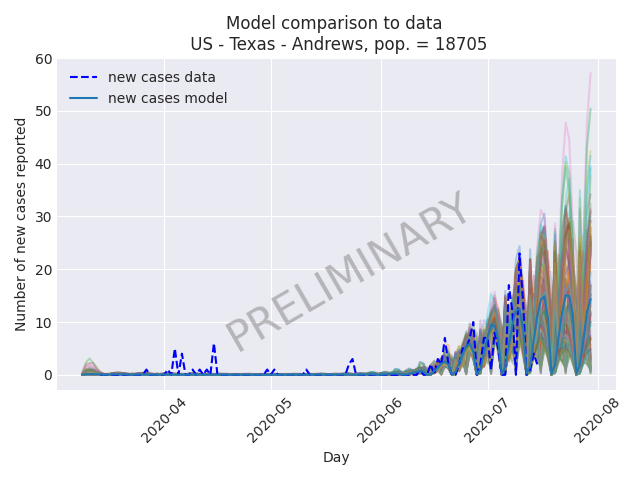 Model comparison to data
US - Texas - Andrews, pop. = 18705
new cases data
new cases model
Number of new cases reported
60
50
40
30
20
10
0
PRELIMINARY
2020-04
2020-05
2020-06
2020-07
2020-08
Day